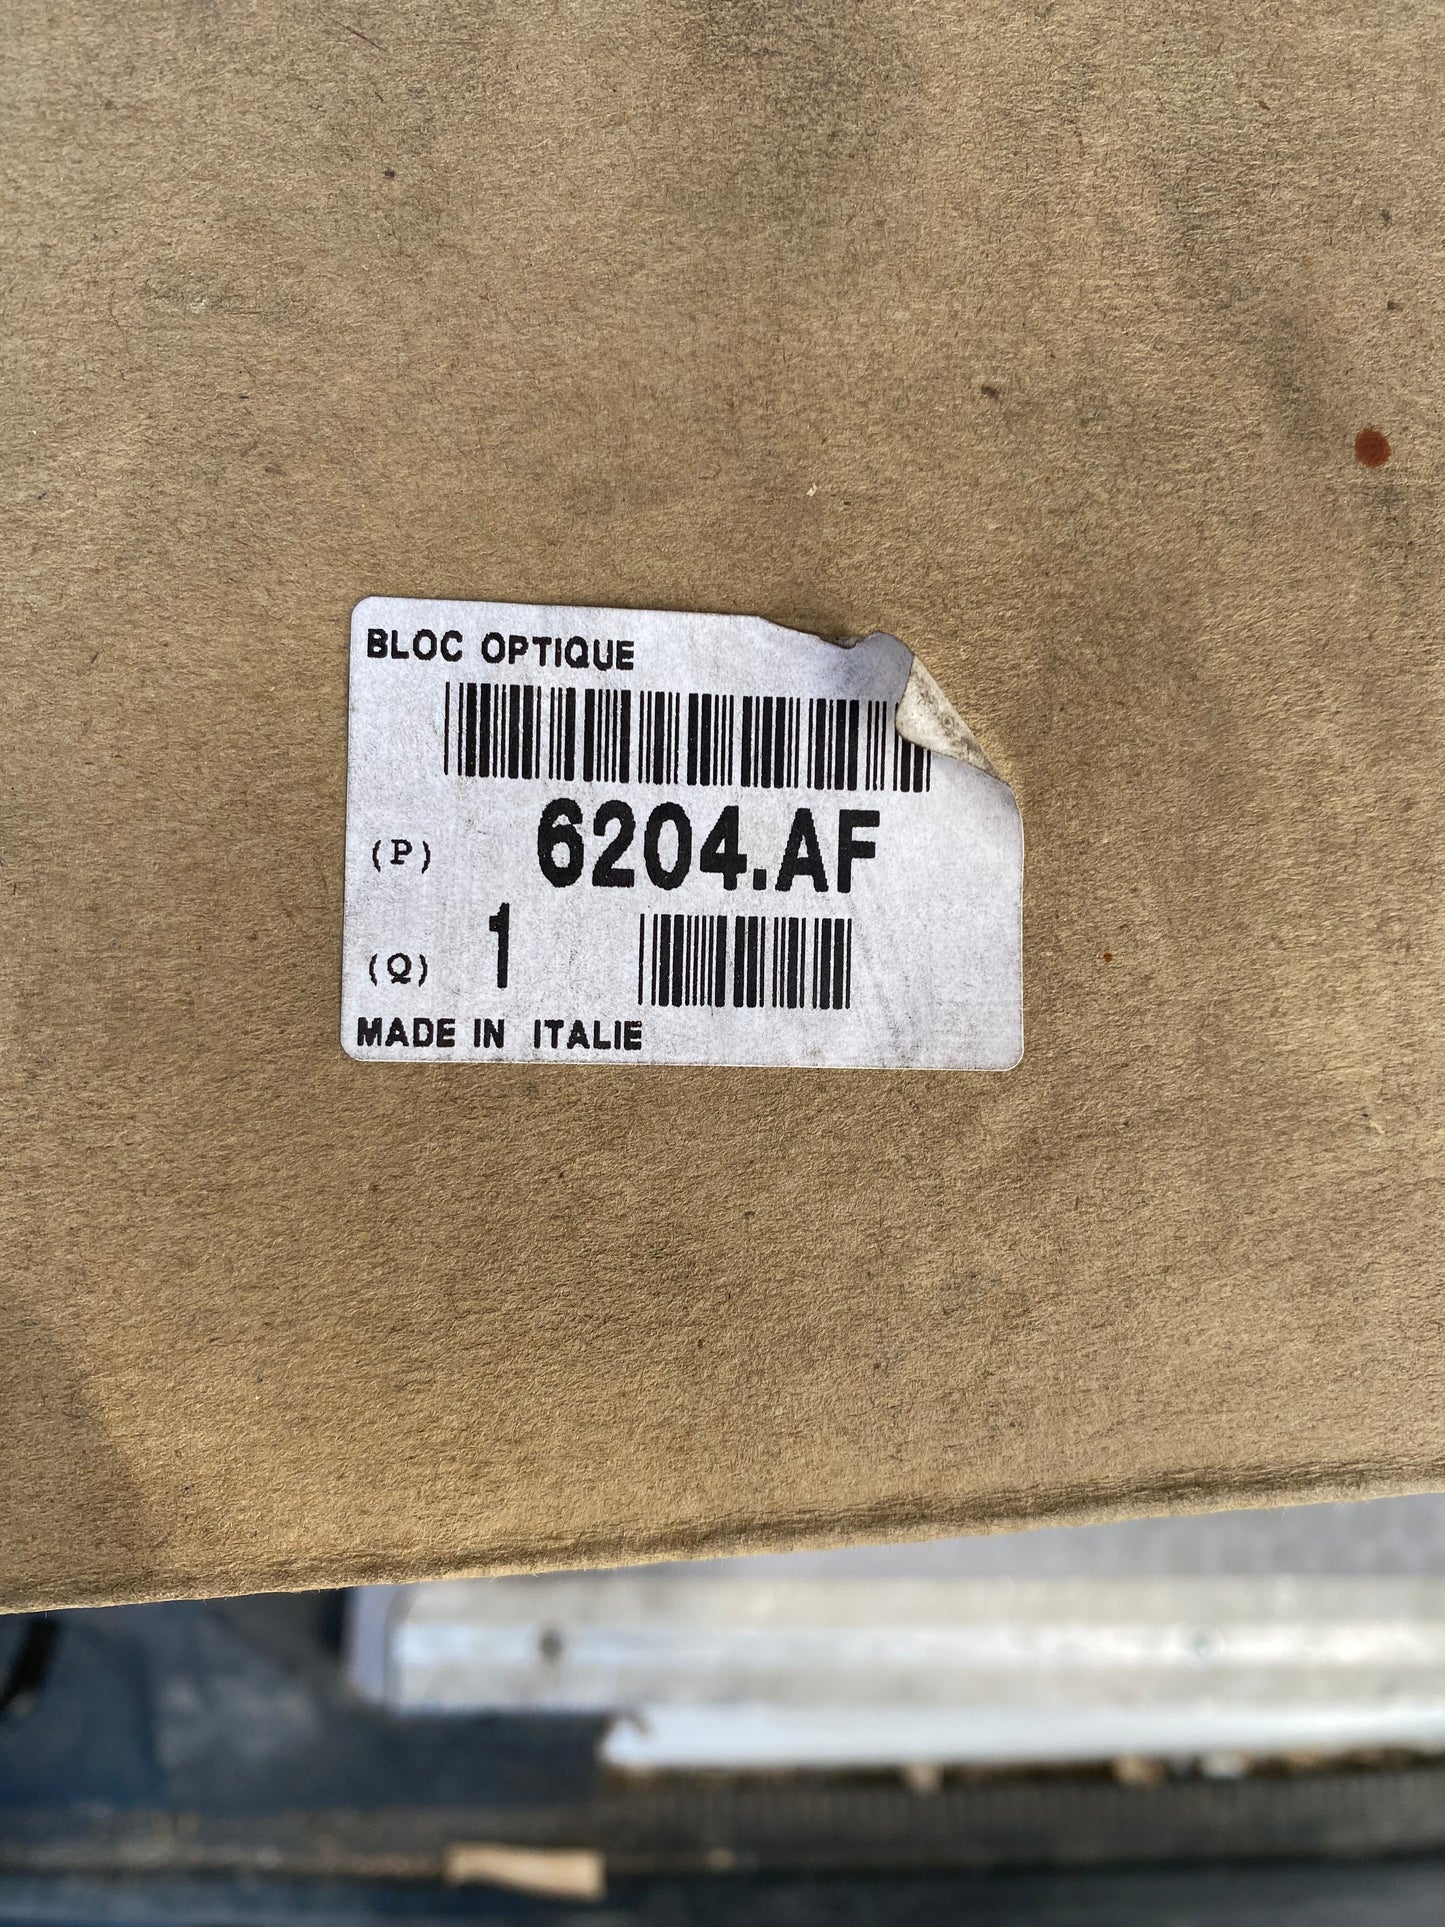 BLOC OPTIQUE
(P) 6204.AF
(Q) 1
MADE IN ITALIE